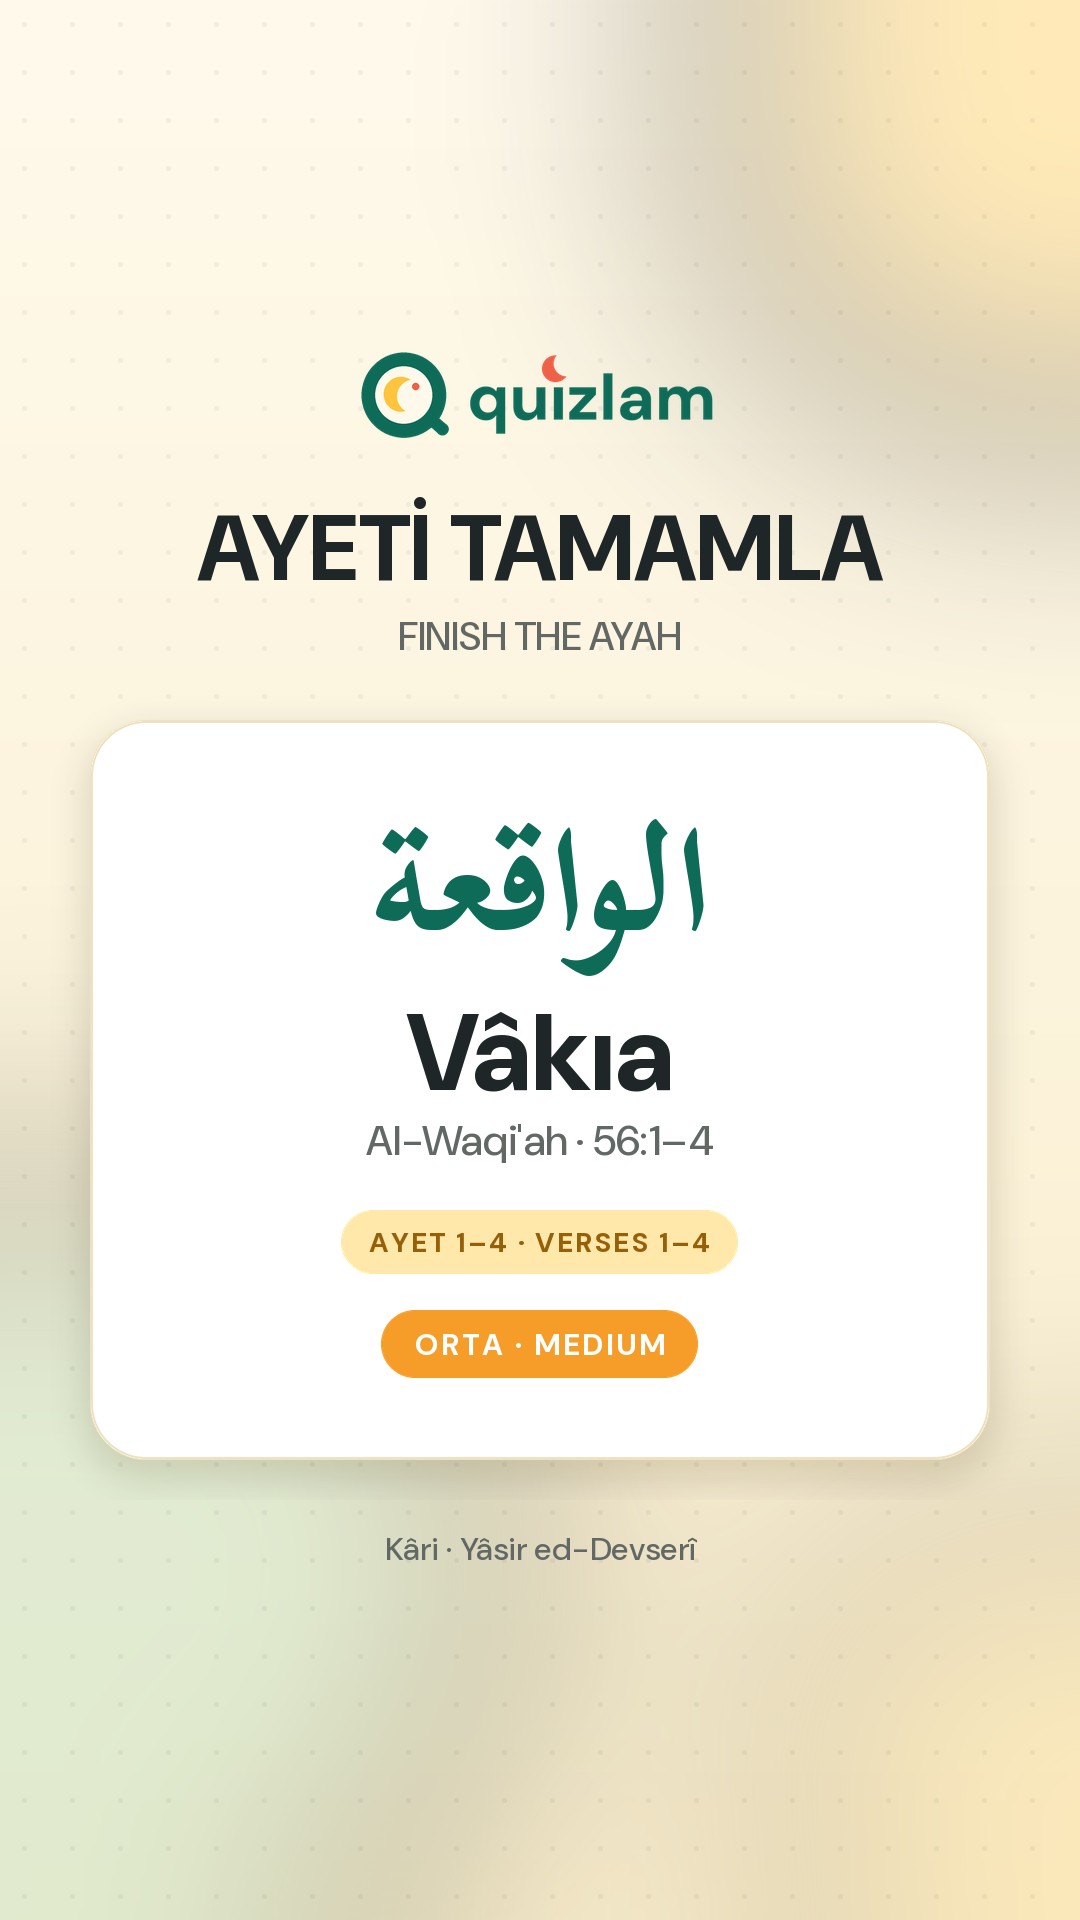 quizlam
AYETİ TAMAMLA
FINISH THE AYAH
الواقعة
Vâkıa
Al-Waqi'ah · 56:1–4
AYET 1–4 · VERSES 1–4
ORTA · MEDIUM
Kâri · Yâsir ed-Devserî